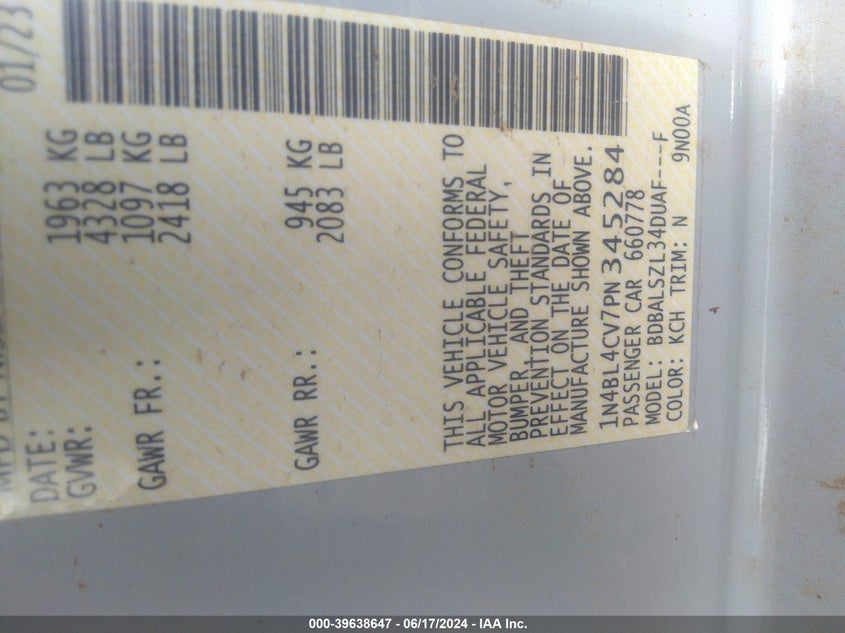 DATE: 01/23
GVWR: 1963 KG
4328 LB
GAWR FR.: 1097 KG
2418 LB
GAWR RR.: 945 KG
2083 LB
THIS VEHICLE CONFORMS TO
ALL APPLICABLE FEDERAL
MOTOR VEHICLE SAFETY,
BUMPER, AND THEFT
PREVENTION STANDARDS IN
EFFECT ON THE DATE OF
MANUFACTURE SHOWN ABOVE.
1N4BL4CV7PN345284
PASSENGER CAR 660778
MODEL: BDBALSZL34DUAF---F
COLOR: KCH TRIM: N 9N00A
000-39638647 - 06/17/2024 - IAA Inc.